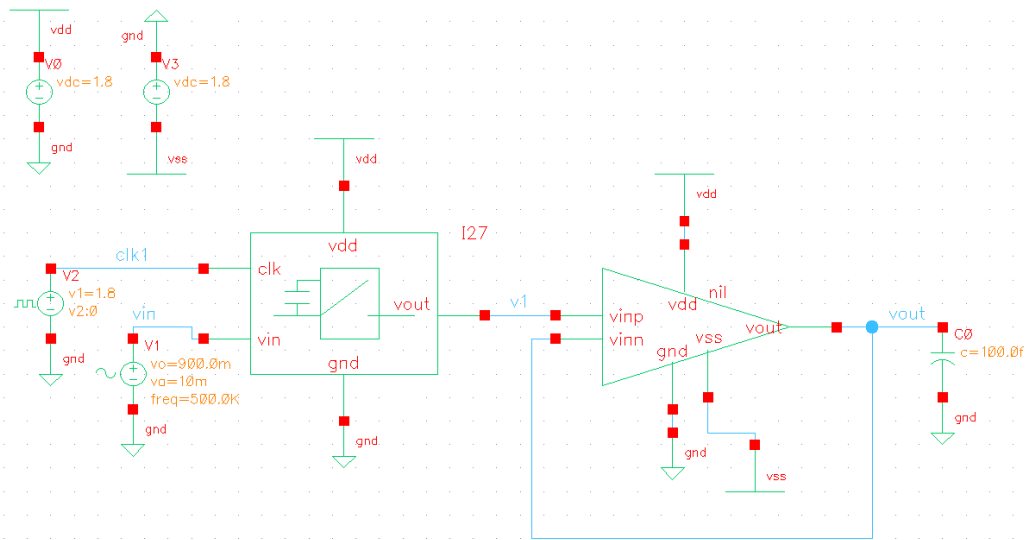 vdd
gnd
V0
vdc=1.8
V3
vdc=1.8
gnd
vss
vdd
vdd
I27
vdd
clk1
clk
V2
v1=1.8
v2:0
gnd
vin
vin
V1
vo=900.0m
va=10m
freq=500.0K
gnd
vout
gnd
gnd
v1
nil
vdd
vinp
vinn
vout
vss
gnd
gnd
vss
vout
C0
c=100.0f
gnd